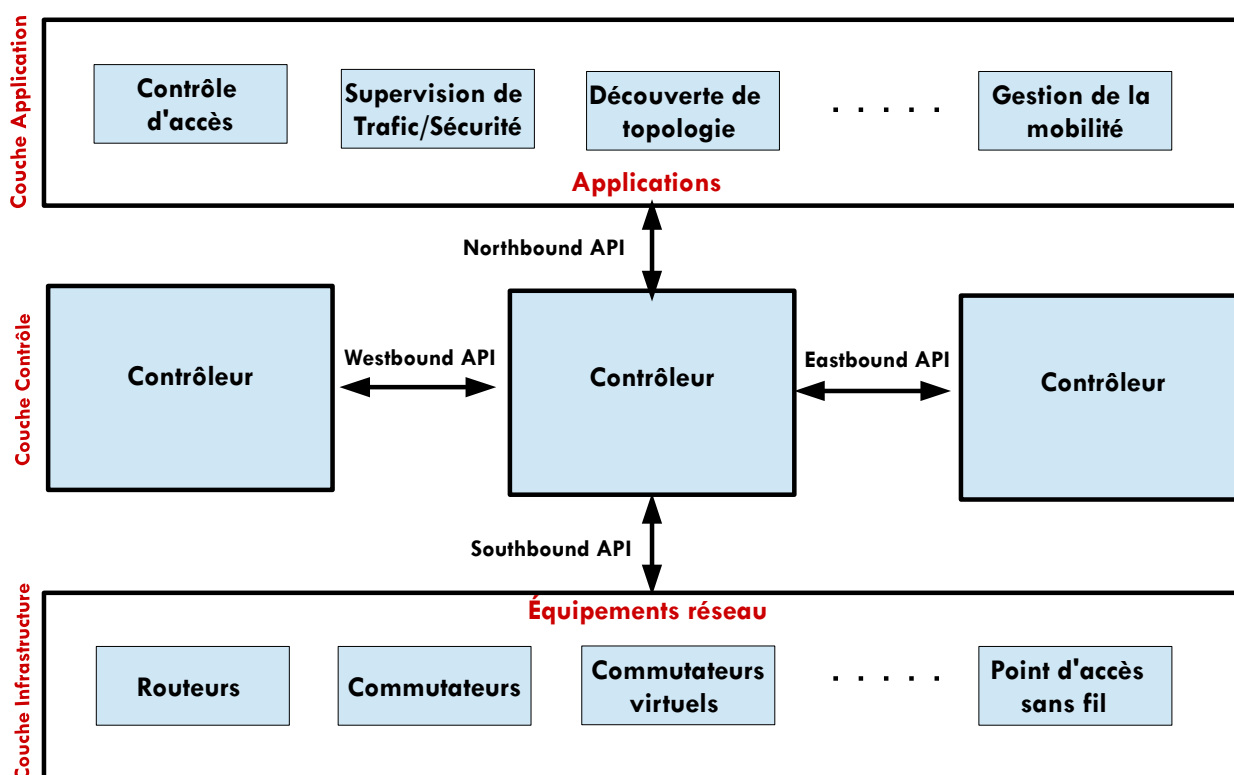 Couche Application
Contrôle
d'accès
Supervision de
Trafic/Sécurité
Découverte de
topologie
. . . . .
Gestion de la
mobilité
Applications
Northbound API
Couche Contrôle
Contrôleur
Westbound API
Contrôleur
Eastbound API
Contrôleur
Southbound API
Couche Infrastructure
Équipements réseau
Routeurs
Commutateurs
Commutateurs
virtuels
. . . . .
Point d'accès
sans fil